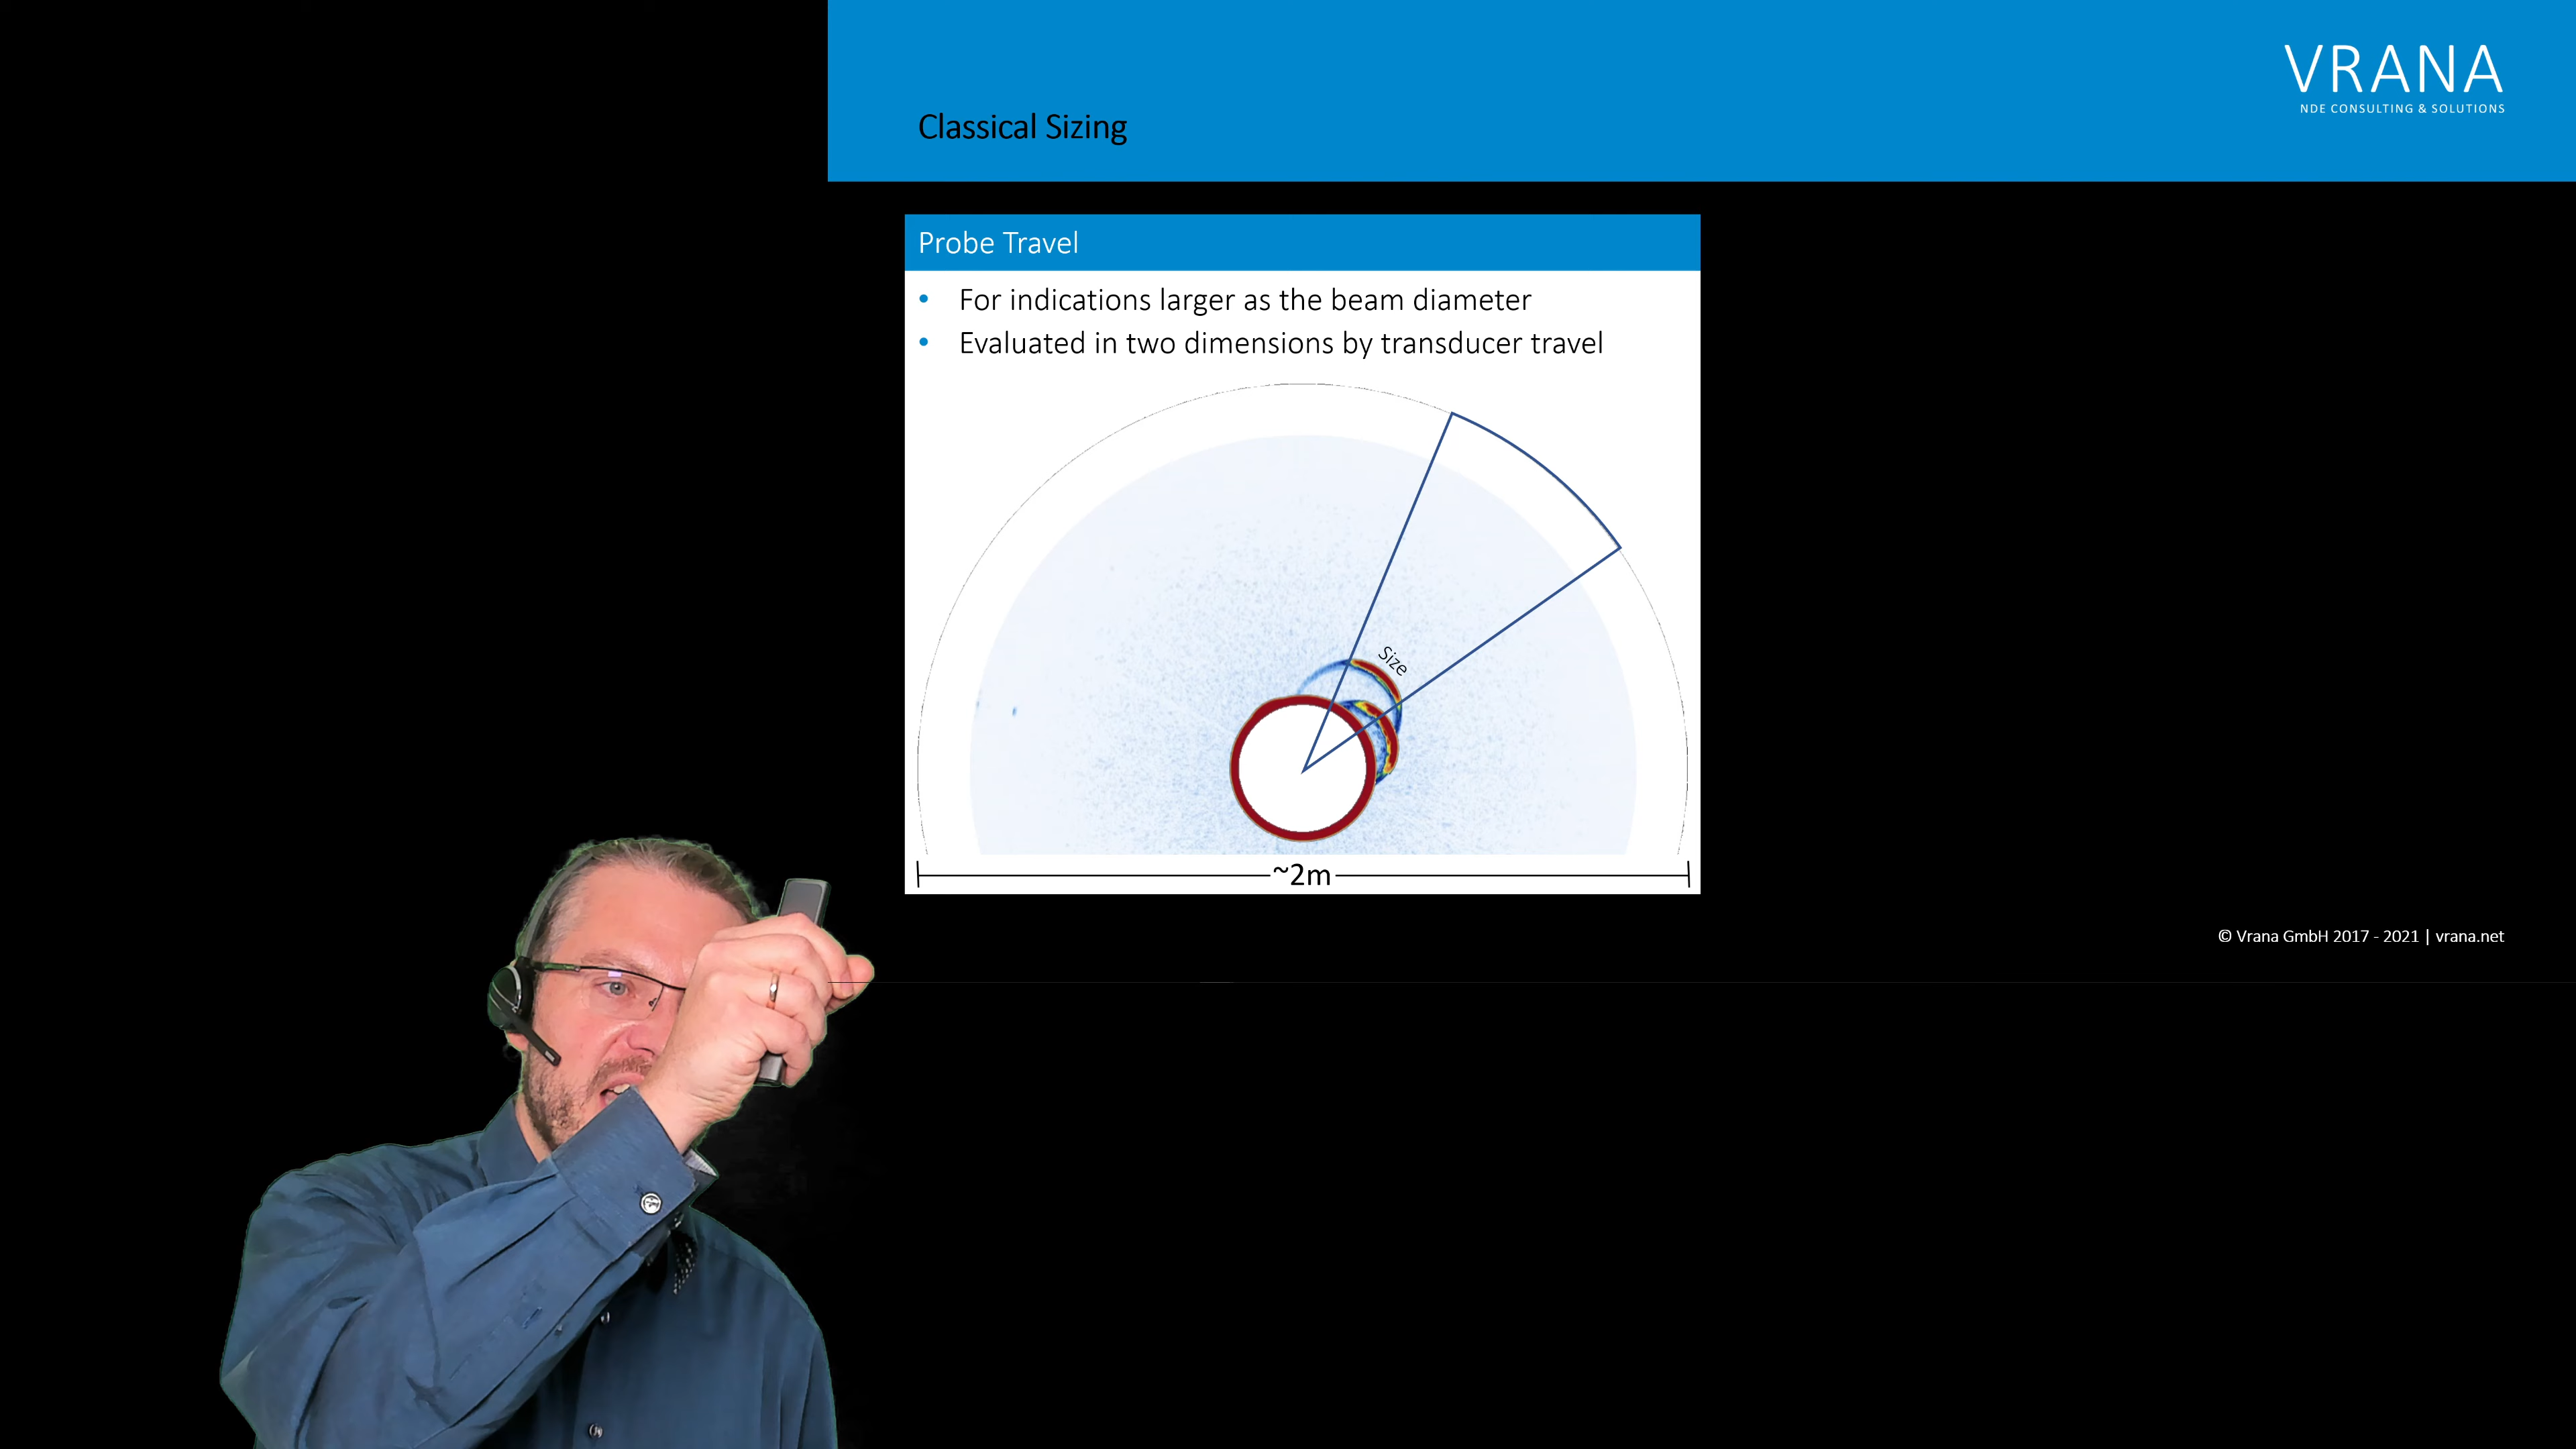 VRANA
NDE CONSULTING & SOLUTIONS
Classical Sizing
Probe Travel
• For indications larger as the beam diameter
• Evaluated in two dimensions by transducer travel
Size
~2m
© Vrana GmbH 2017 - 2021 | vrana.net